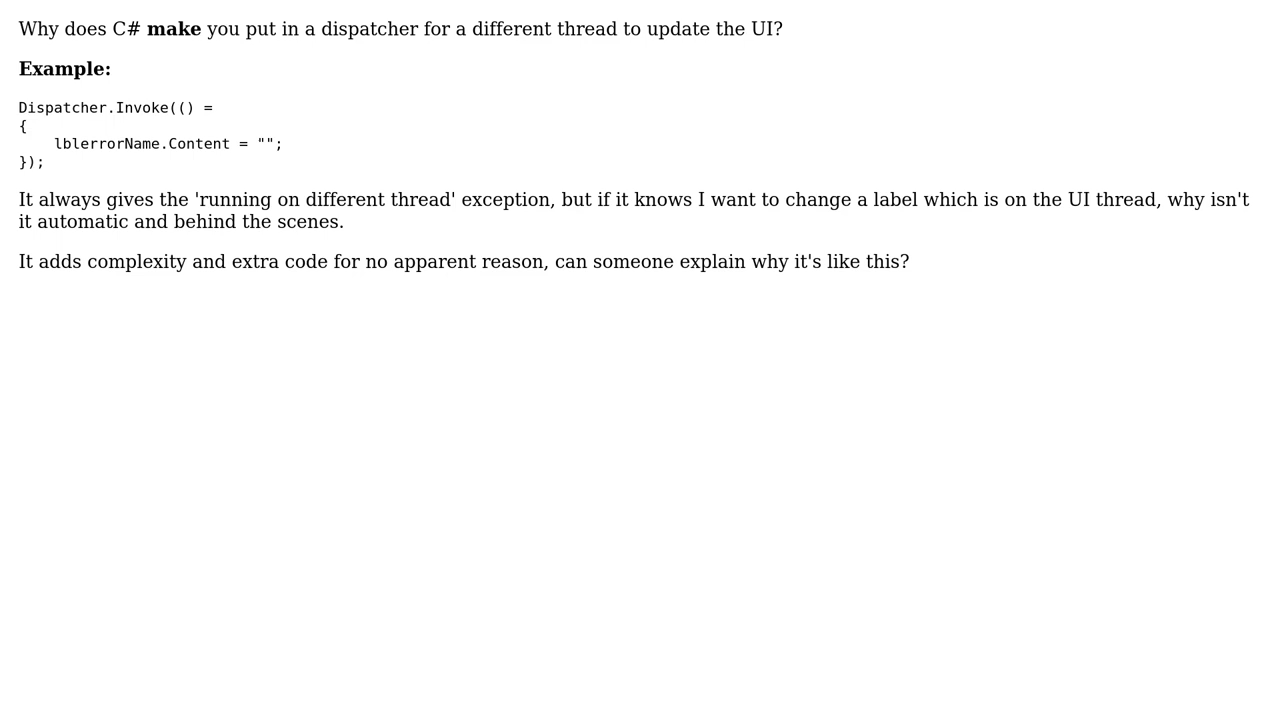 Why does C# make you put in a dispatcher for a different thread to update the UI?
Example:
Dispatcher.Invoke(() =
{
    lblerrorName.Content = "";
});
It always gives the 'running on different thread' exception, but if it knows I want to change a label which is on the UI thread, why isn't
it automatic and behind the scenes.
It adds complexity and extra code for no apparent reason, can someone explain why it's like this?